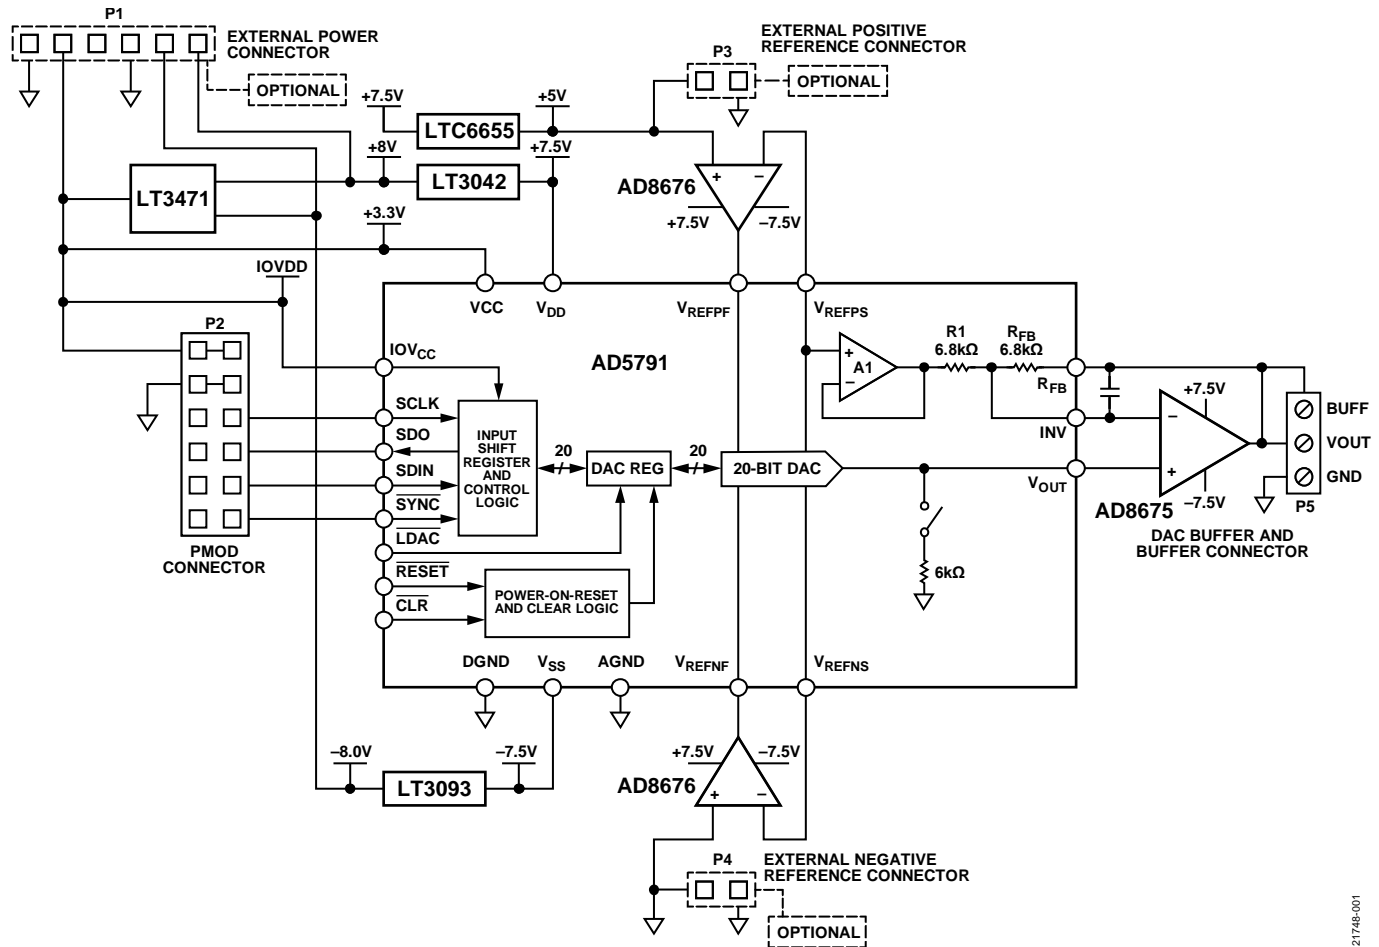 P1
EXTERNAL POWER
CONNECTOR
OPTIONAL
P3
EXTERNAL POSITIVE
REFERENCE CONNECTOR
OPTIONAL
+7.5V
LTC6655
+5V
+8V
LT3042
+7.5V
LT3471
+3.3V
AD8676
+
−
+7.5V
−7.5V
IOVDD
P2
PMOD
CONNECTOR
VCC
VDD
VREFPF
VREFPS
AD5791
IOVCC
SCLK
SDO
SDIN
SYNC
LDAC
RESET
CLR
INPUT
SHIFT
REGISTER
AND
CONTROL
LOGIC
20
DAC REG
20
20-BIT DAC
POWER-ON-RESET
AND CLEAR LOGIC
A1
+
−
R1
6.8kΩ
RFB
6.8kΩ
RFB
INV
VOUT
6kΩ
+7.5V
−
+
−7.5V
AD8675
DAC BUFFER AND
BUFFER CONNECTOR
BUFF
VOUT
GND
P5
DGND
VSS
AGND
VREFNF
VREFNS
−8.0V
LT3093
−7.5V
+7.5V
−7.5V
AD8676
+
−
P4
EXTERNAL NEGATIVE
REFERENCE CONNECTOR
OPTIONAL
21748-001